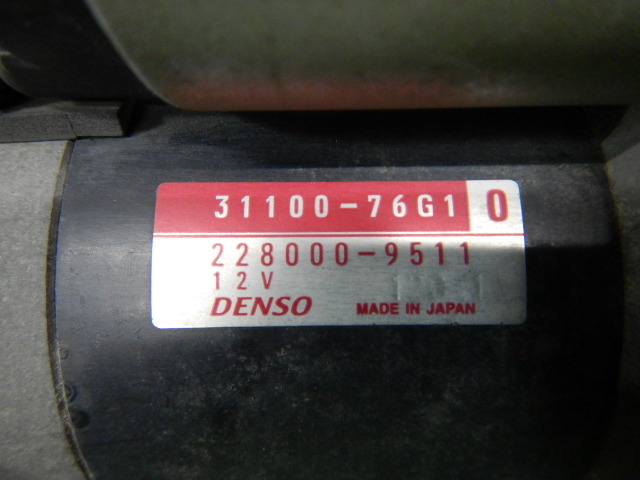 31100-76G1 0
228000-9511
12V
DENSO MADE IN JAPAN